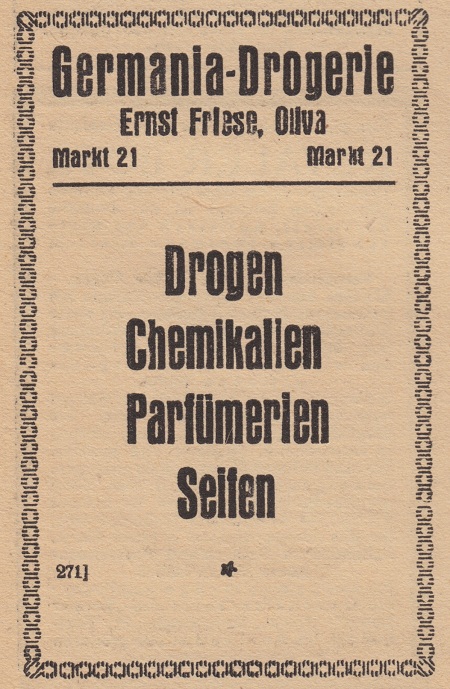 Germania-Drogerie
Ernst Friese, Oliva
Markt 21 Markt 21
Drogen
Chemikalien
Parfümerien
Seifen
271]